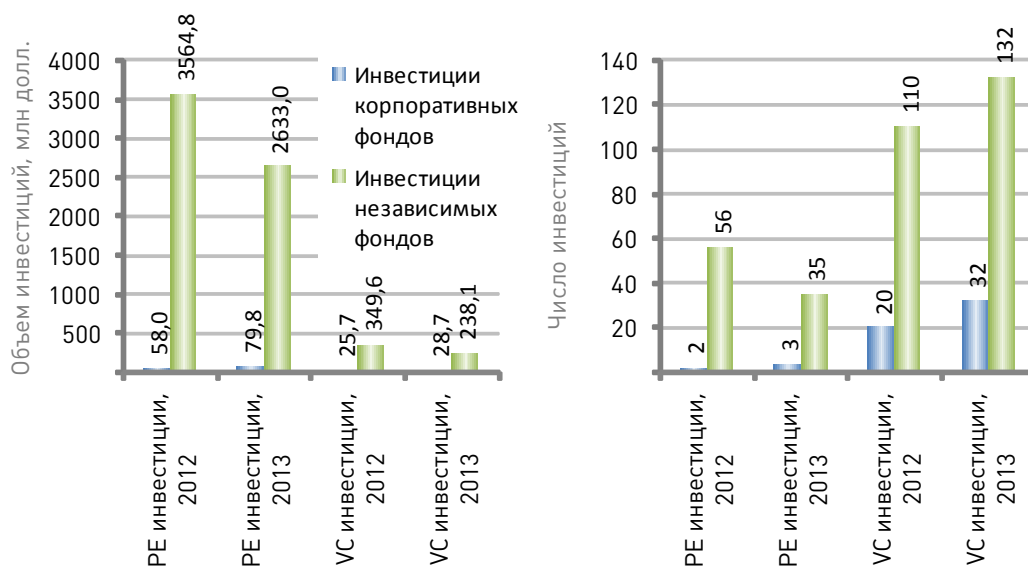 Объем инвестиций, млн долл.
4000
3500
3000
2500
2000
1500
1000
500
3564,8
2633,0
58,0
79,8
25,7
349,6
28,7
238,1
Инвестиции
корпоративных
фондов
Инвестиции
независимых
фондов
PE инвестиции,
2012
PE инвестиции,
2013
VC инвестиции,
2012
VC инвестиции,
2013
Число инвестиций
140
120
100
80
60
40
20
2
56
3
35
20
110
32
132
PE инвестиции,
2012
PE инвестиции,
2013
VC инвестиции,
2012
VC инвестиции,
2013